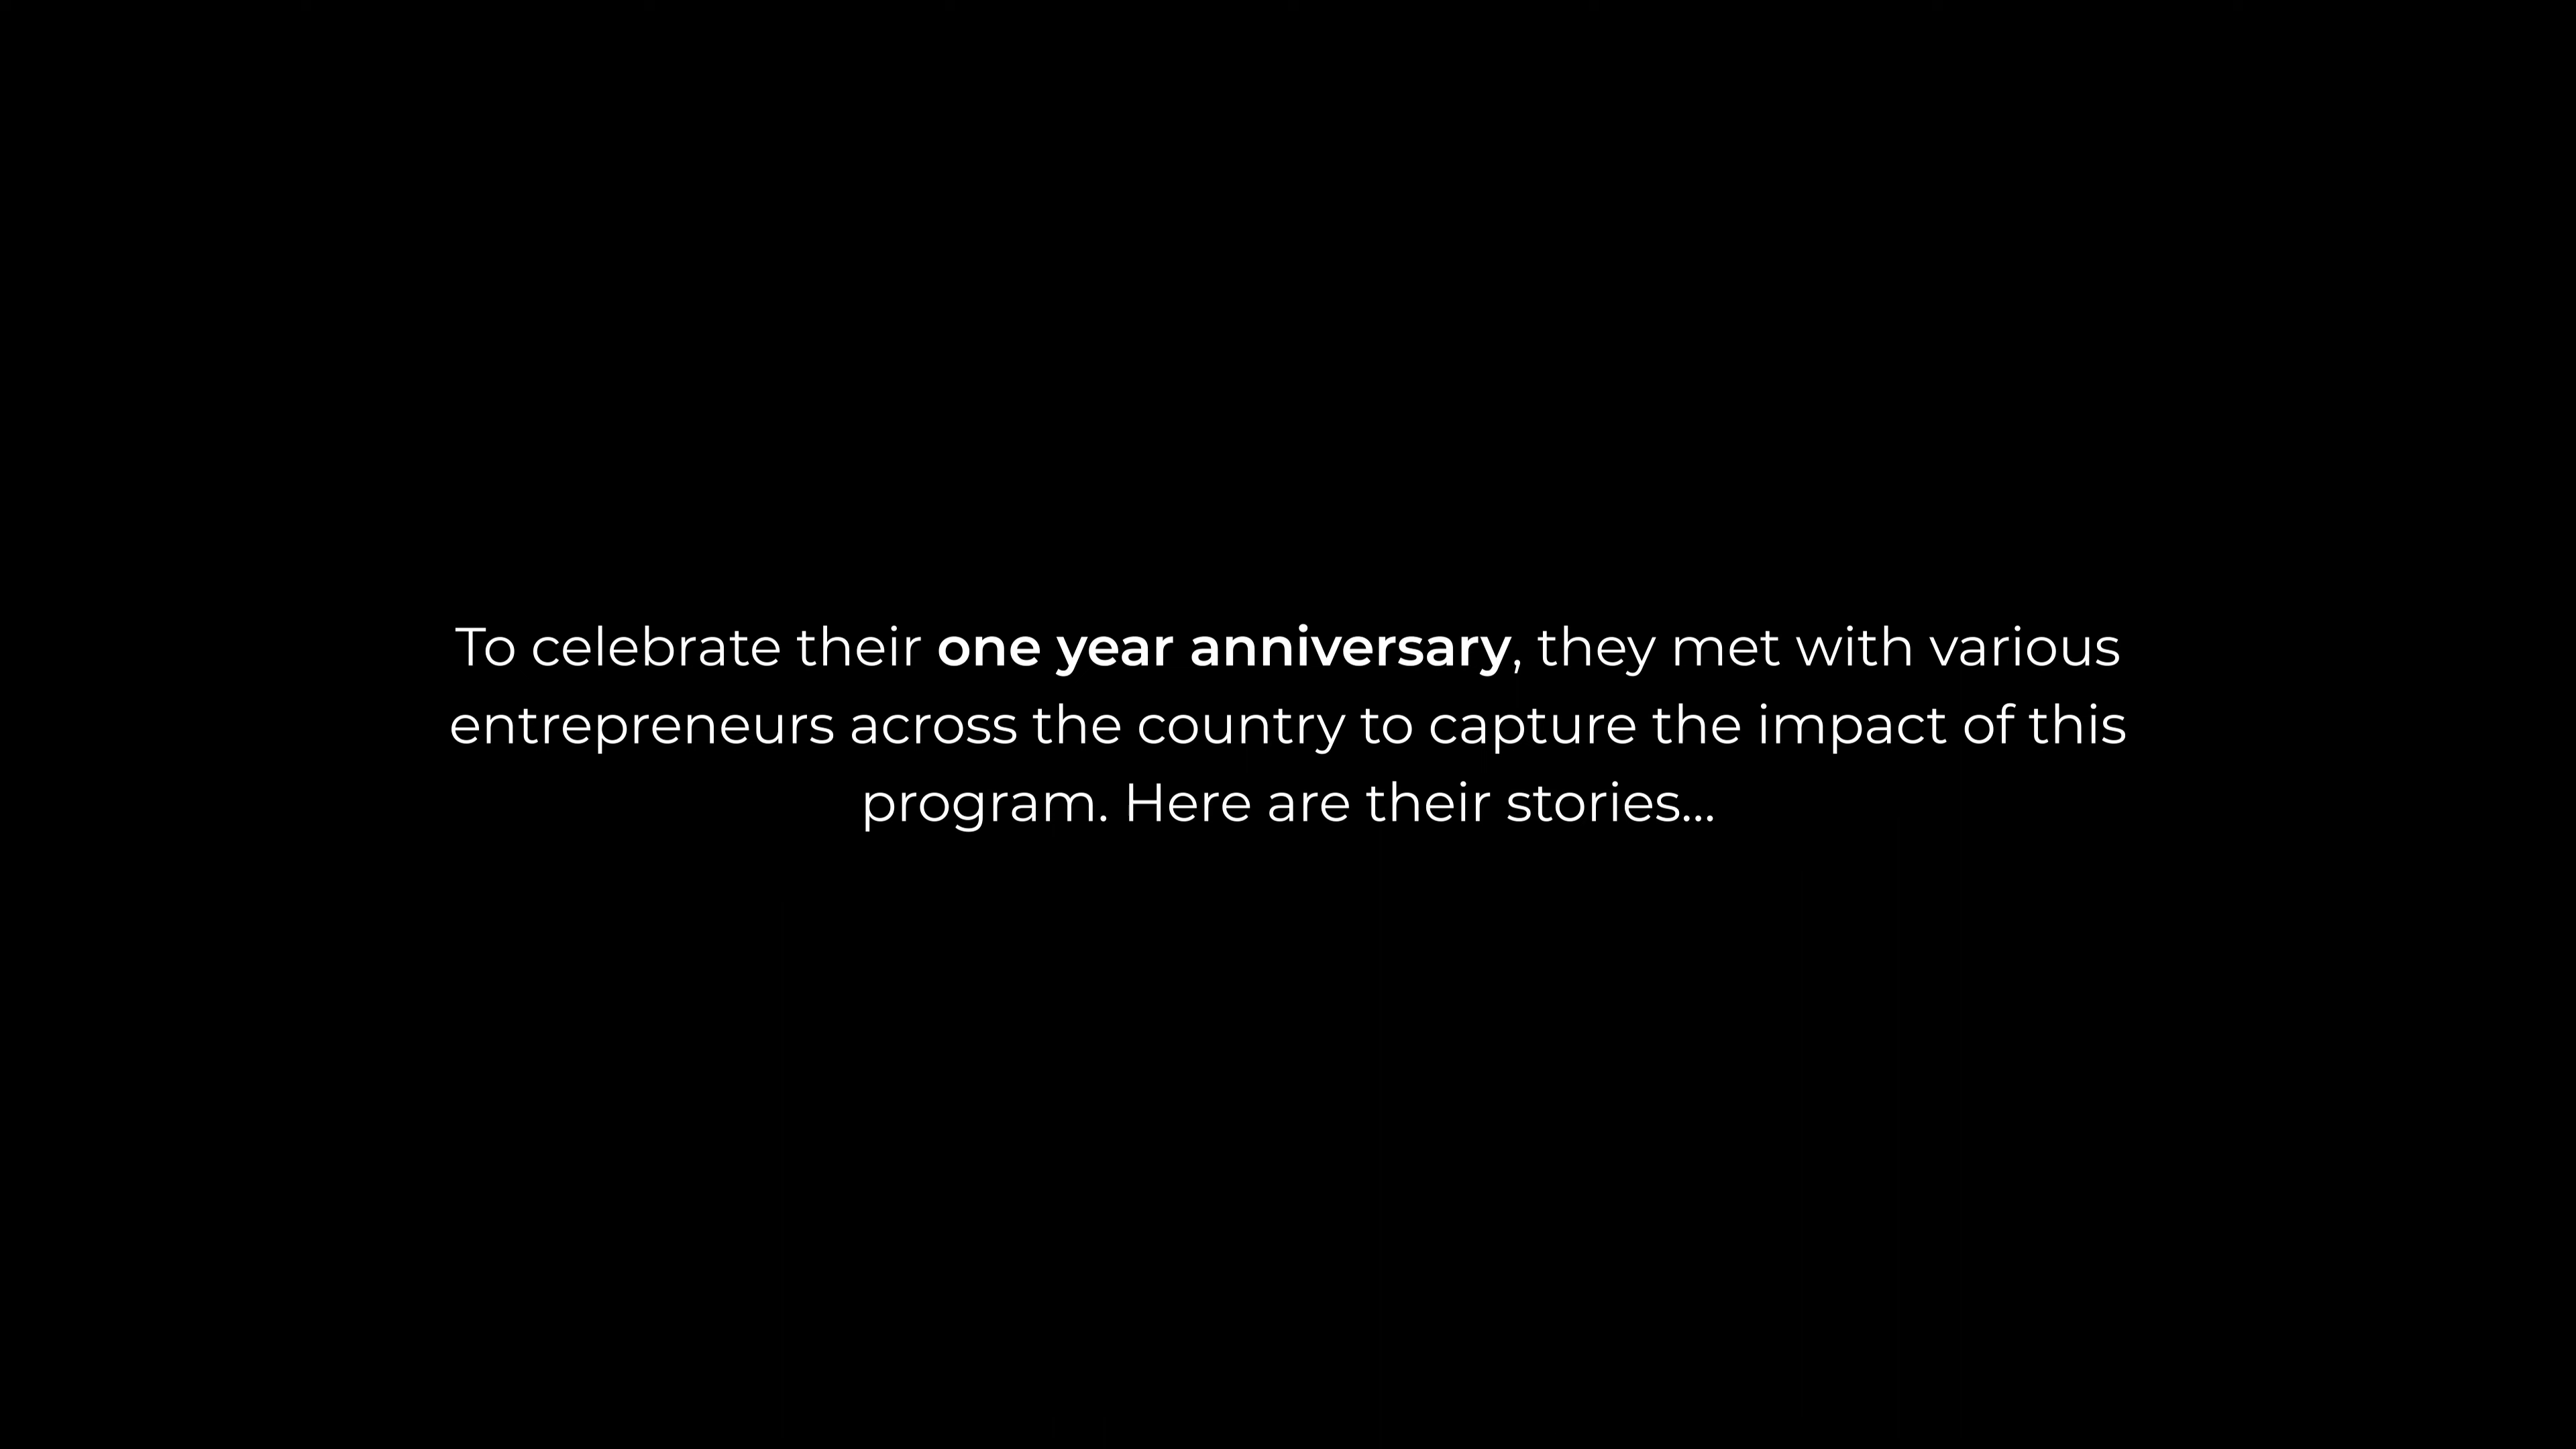 To celebrate their one year anniversary, they met with various
entrepreneurs across the country to capture the impact of this
program. Here are their stories...